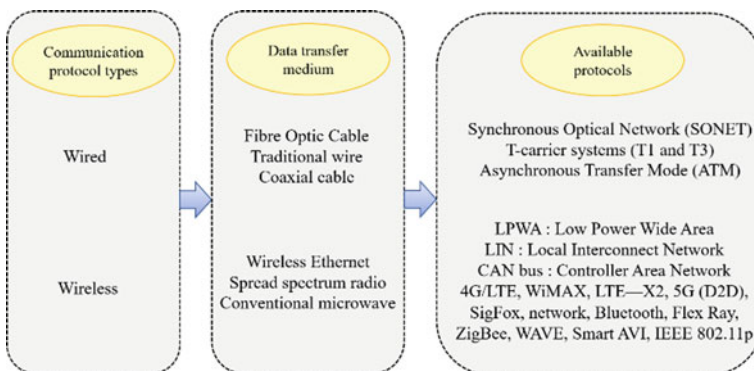 Communication
protocol types
Wired
Wireless
Data transfer
medium
Fibre Optic Cable
Traditional wire
Coaxial cable
Wireless Ethernet
Spread spectrum radio
Conventional microwave
Available
protocols
Synchronous Optical Network (SONET)
T-carrier systems (T1 and T3)
Asynchronous Transfer Mode (ATM)
LPWA : Low Power Wide Area
LIN : Local Interconnect Network
CAN bus : Controller Area Network
4G/LTE, WiMAX, LTE—X2, 5G (D2D),
SigFox, network, Bluetooth, Flex Ray,
ZigBee, WAVE, Smart AVI, IEEE 802.11p